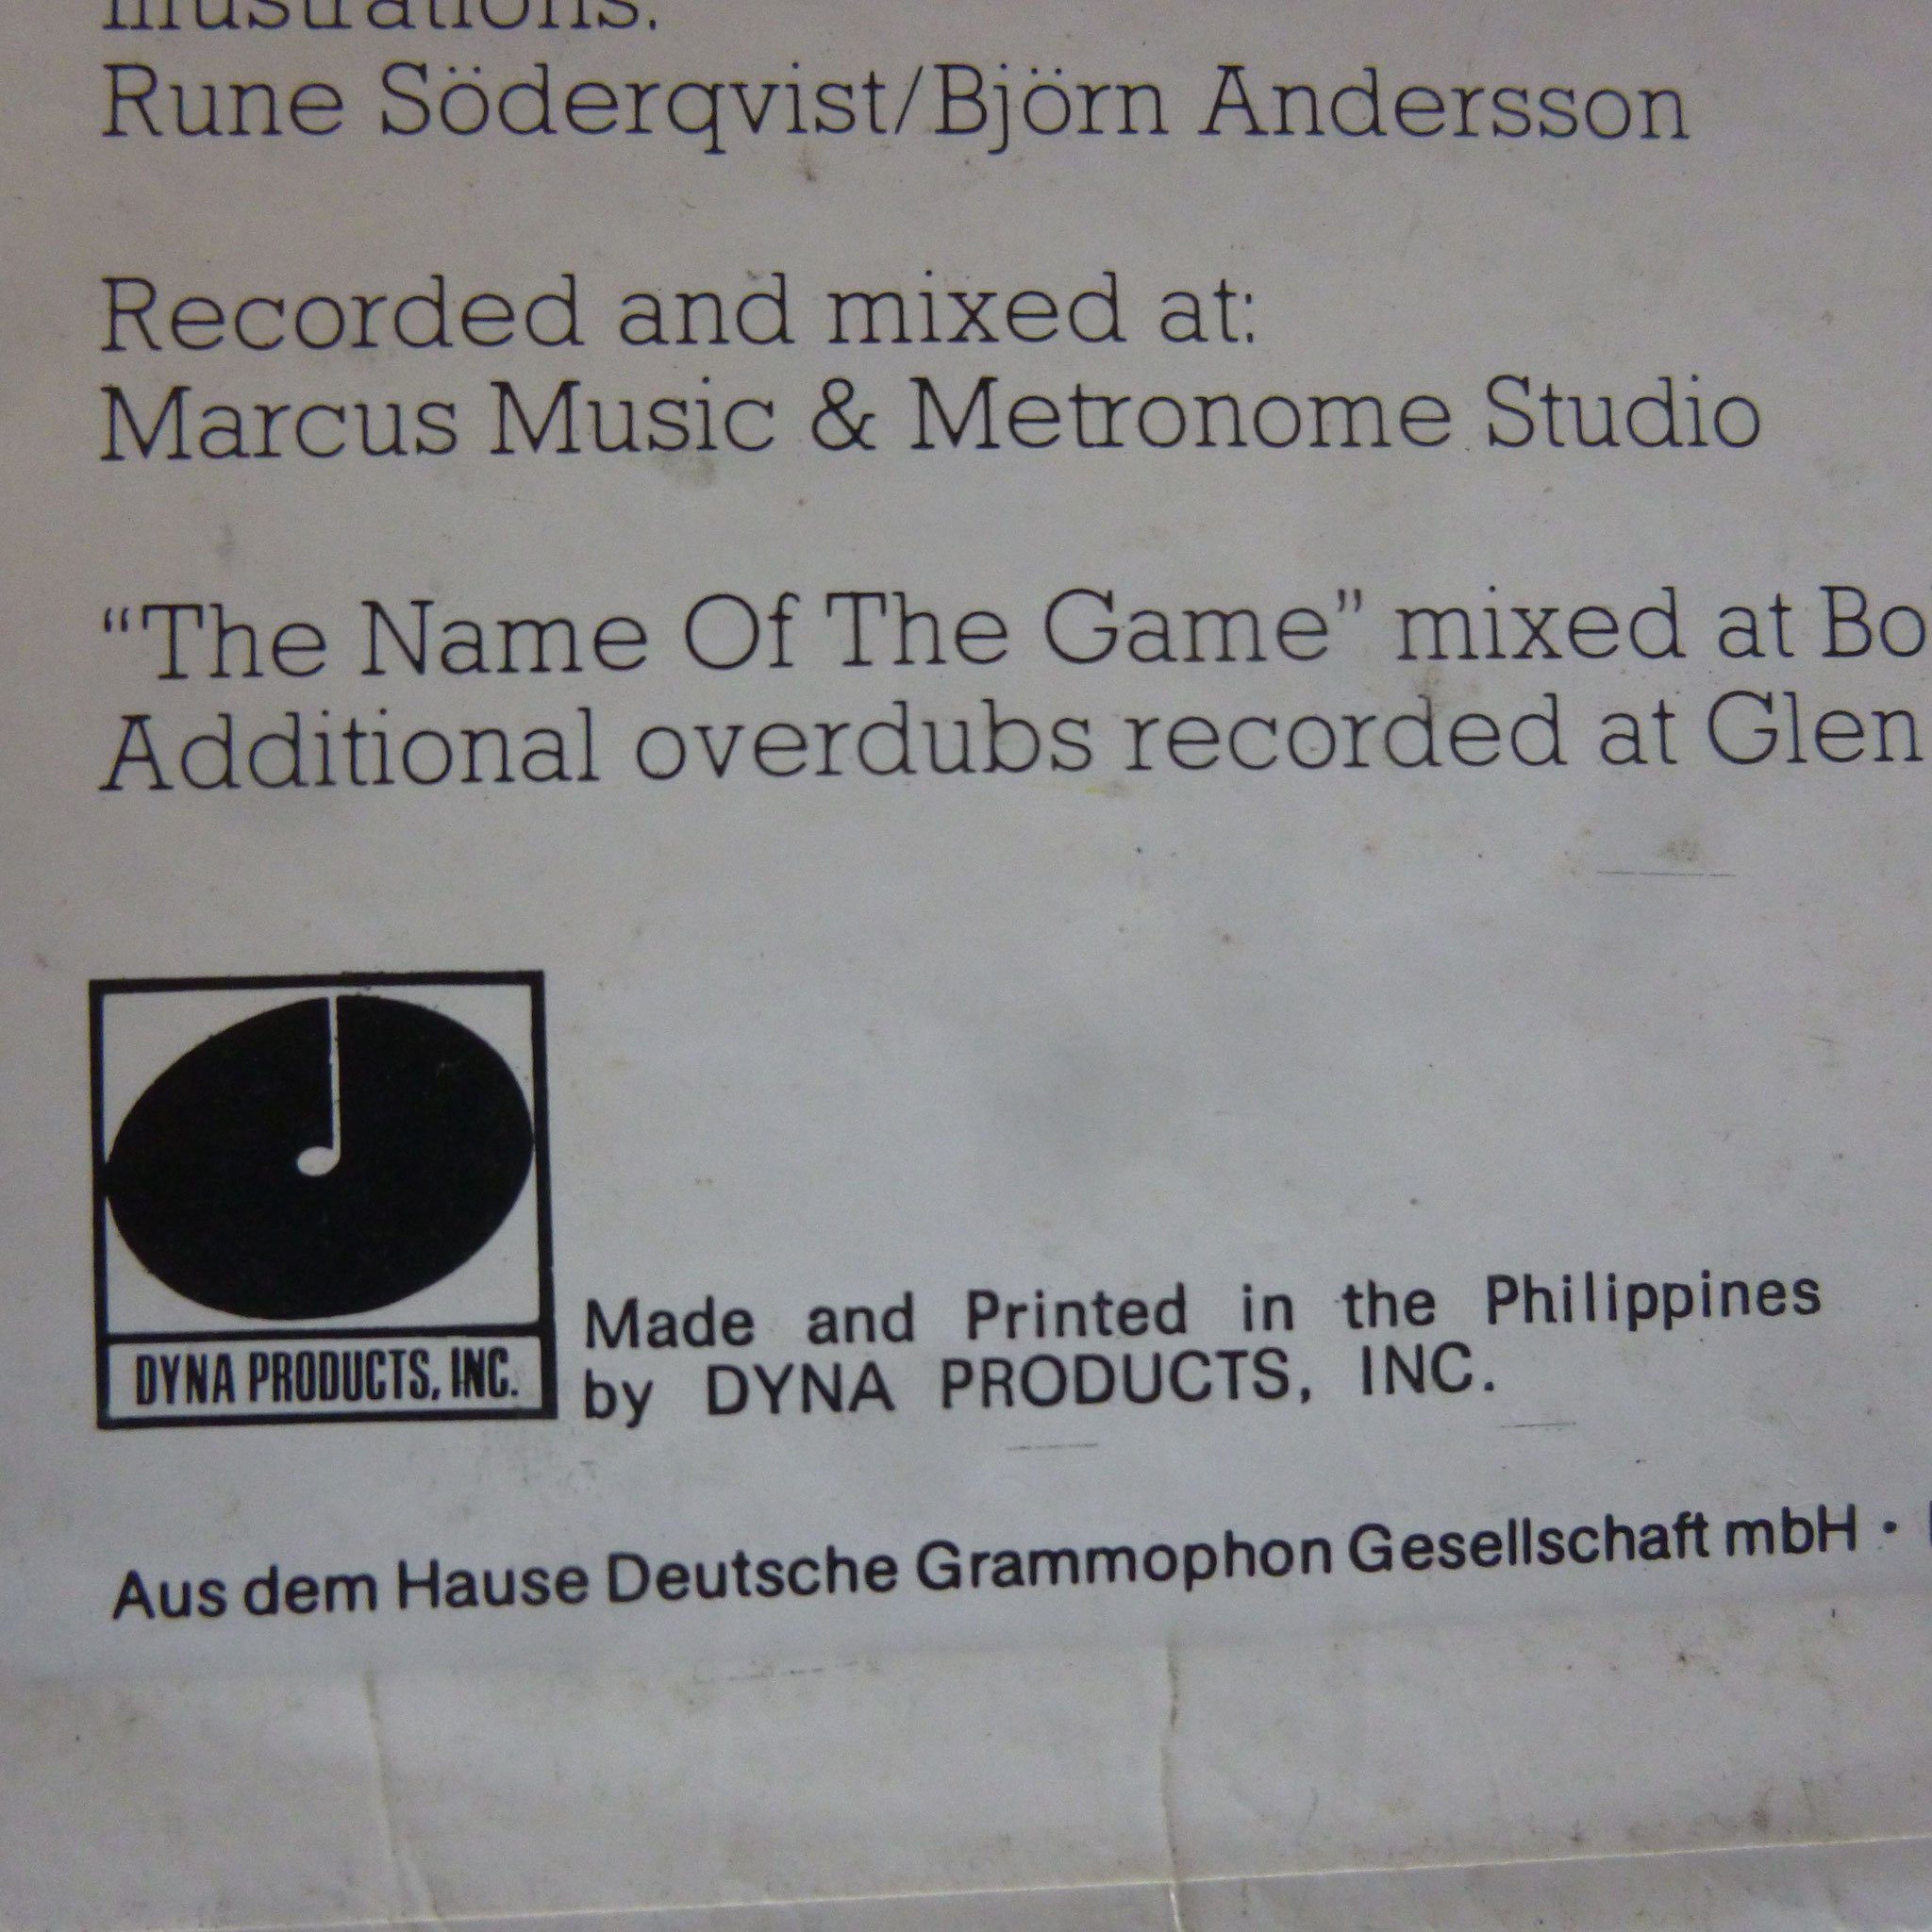 illustrations:
Rune Söderqvist/Björn Andersson
Recorded and mixed at:
Marcus Music & Metronome Studio
“The Name Of The Game” mixed at Bo
Additional overdubs recorded at Glen
DYNA PRODUCTS, INC.
Made and Printed in the Philippines
by DYNA PRODUCTS, INC.
Aus dem Hause Deutsche Grammophon Gesellschaft mbH •